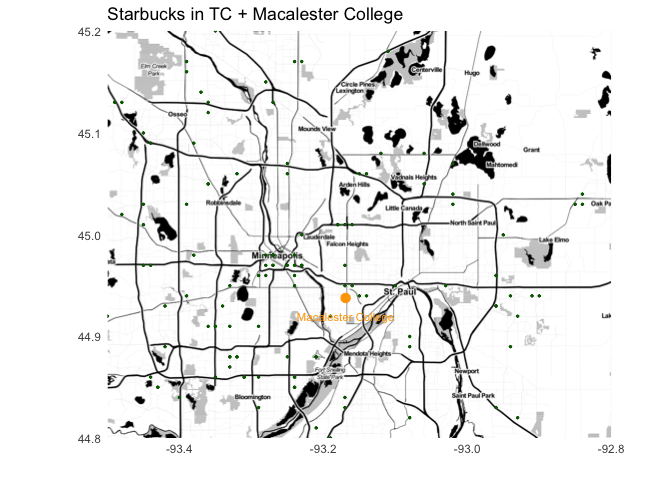 Starbucks in TC + Macalester College
45.2
Elm Creek
Park
Centerville
Hugo
Circle Pines
Lexington
Osseo
Mounds View
45.1
Dellwood
Grant
Mahtomedi
Vadnais Heights
Arden Hills
Robbinsdale
Little Canada
Oak Pa
North Saint Paul
45.0
Lauderdale
Falcon Heights
Lake Elmo
Minneapolis
St. Paul
Macalester College
Lak
44.9
Mendota Heights
Fort Snelling
State Park
Newport
Bloomington
Saint Paul Park
44.8
-93.4
-93.2
-93.0
-92.8